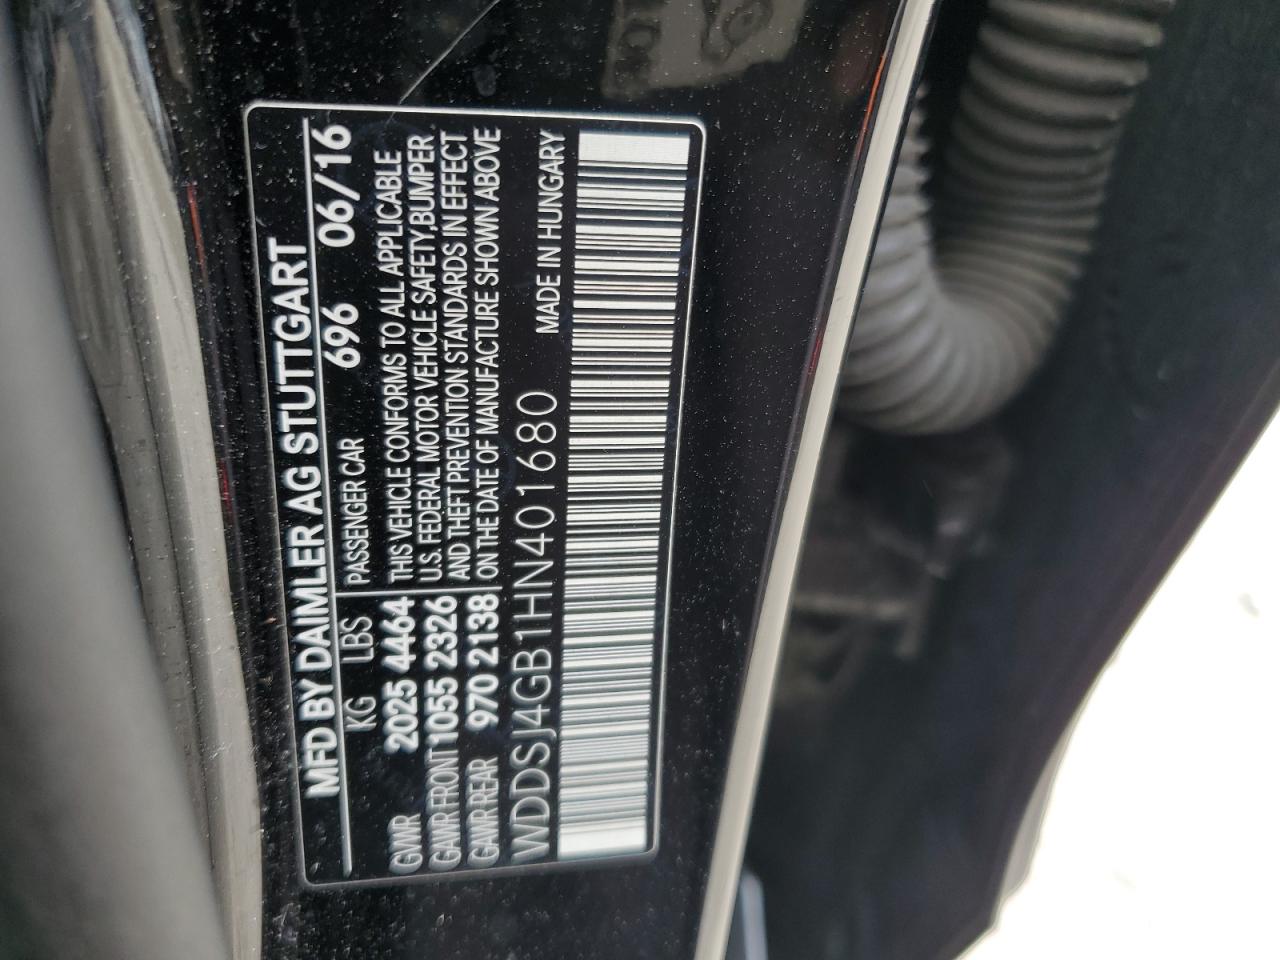 MFD BY DAIMLER AG STUTTGART
KG LBS PASSENGER CAR 696 06/16
GVWR 2025 4464 THIS VEHICLE CONFORMS TO ALL APPLICABLE
GAWR FRONT 1055 2326 U.S. FEDERAL MOTOR VEHICLE SAFETY, BUMPER
GAWR REAR 970 2138 AND THEFT PREVENTION STANDARDS IN EFFECT
ON THE DATE OF MANUFACTURE SHOWN ABOVE
WDDSJ4GB1HN401680 MADE IN HUNGARY